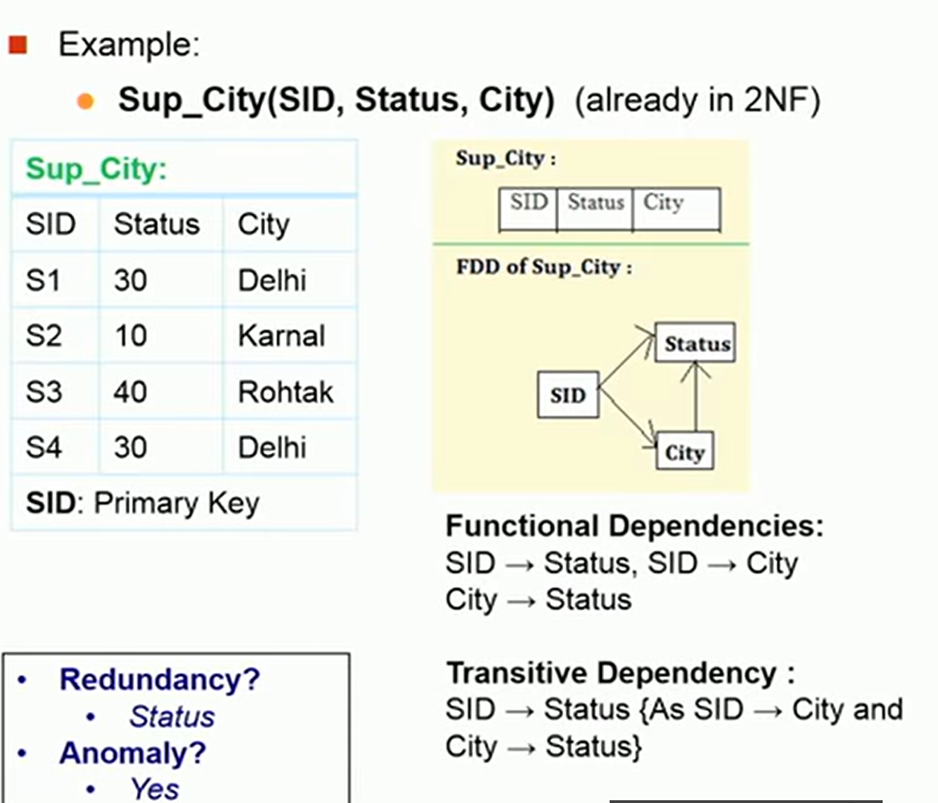 Example:
Sup_City(SID, Status, City) (already in 2NF)
Sup_City:
SID Status City
S1 30 Delhi
S2 10 Karnal
S3 40 Rohtak
S4 30 Delhi
SID: Primary Key
Sup_City :
SID Status City
FDD of Sup_City :
Status
SID
City
Functional Dependencies:
SID → Status, SID → City
City → Status
Redundancy?
Status
Anomaly?
Yes
Transitive Dependency :
SID → Status {As SID → City and
City → Status}